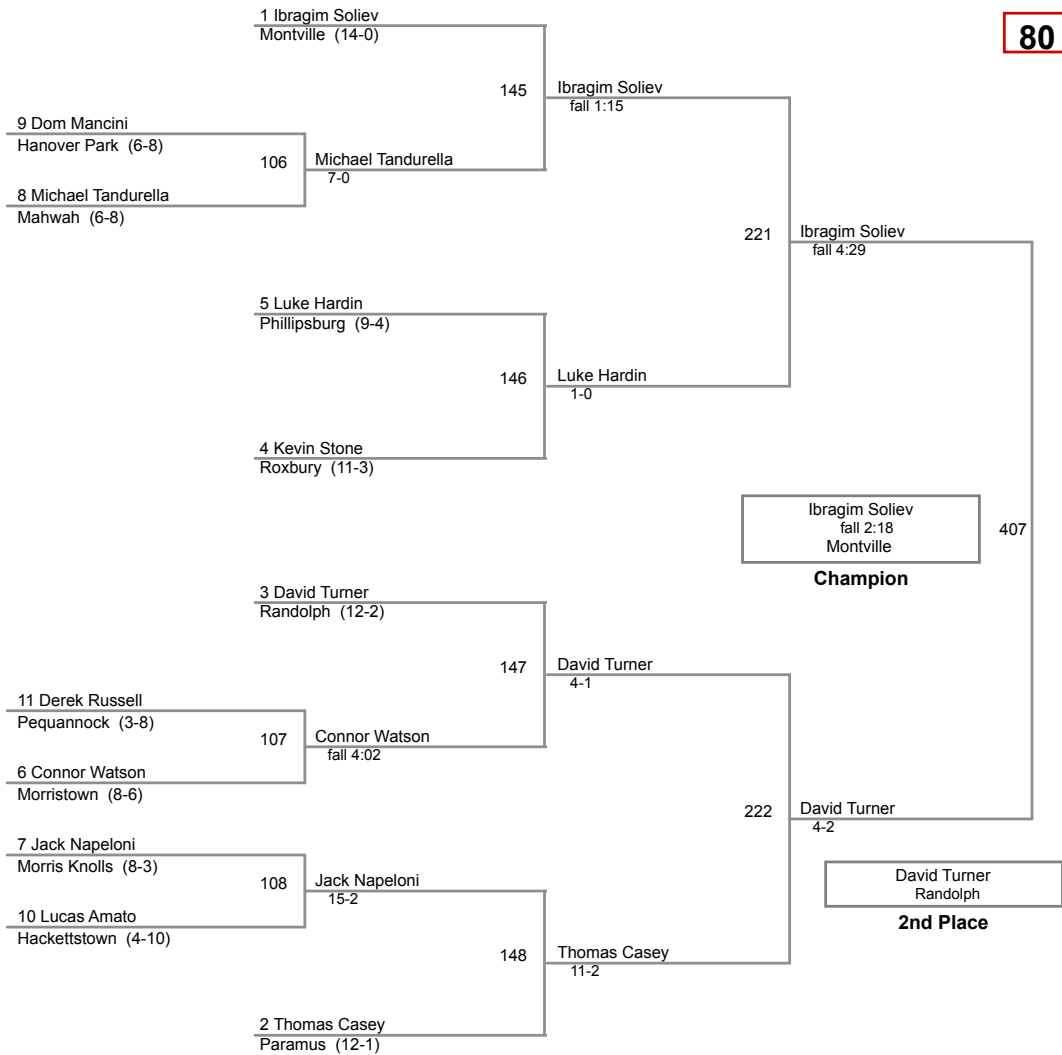 1 Ibragim Soliev
Montville (14-0)
80
145
Ibragim Soliev
fall 1:15
9 Dom Mancini
Hanover Park (6-8)
106
Michael Tandurella
7-0
8 Michael Tandurella
Mahwah (6-8)
221
Ibragim Soliev
fall 4:29
5 Luke Hardin
Phillipsburg (9-4)
146
Luke Hardin
1-0
4 Kevin Stone
Roxbury (11-3)
Ibragim Soliev
fall 2:18
Montville
407
Champion
3 David Turner
Randolph (12-2)
147
David Turner
4-1
11 Derek Russell
Pequannock (3-8)
107
Connor Watson
fall 4:02
6 Connor Watson
Morristown (8-6)
222
David Turner
4-2
7 Jack Napeloni
Morris Knolls (8-3)
108
Jack Napeloni
15-2
David Turner
Randolph
2nd Place
10 Lucas Amato
Hackettstown (4-10)
148
Thomas Casey
11-2
2 Thomas Casey
Paramus (12-1)